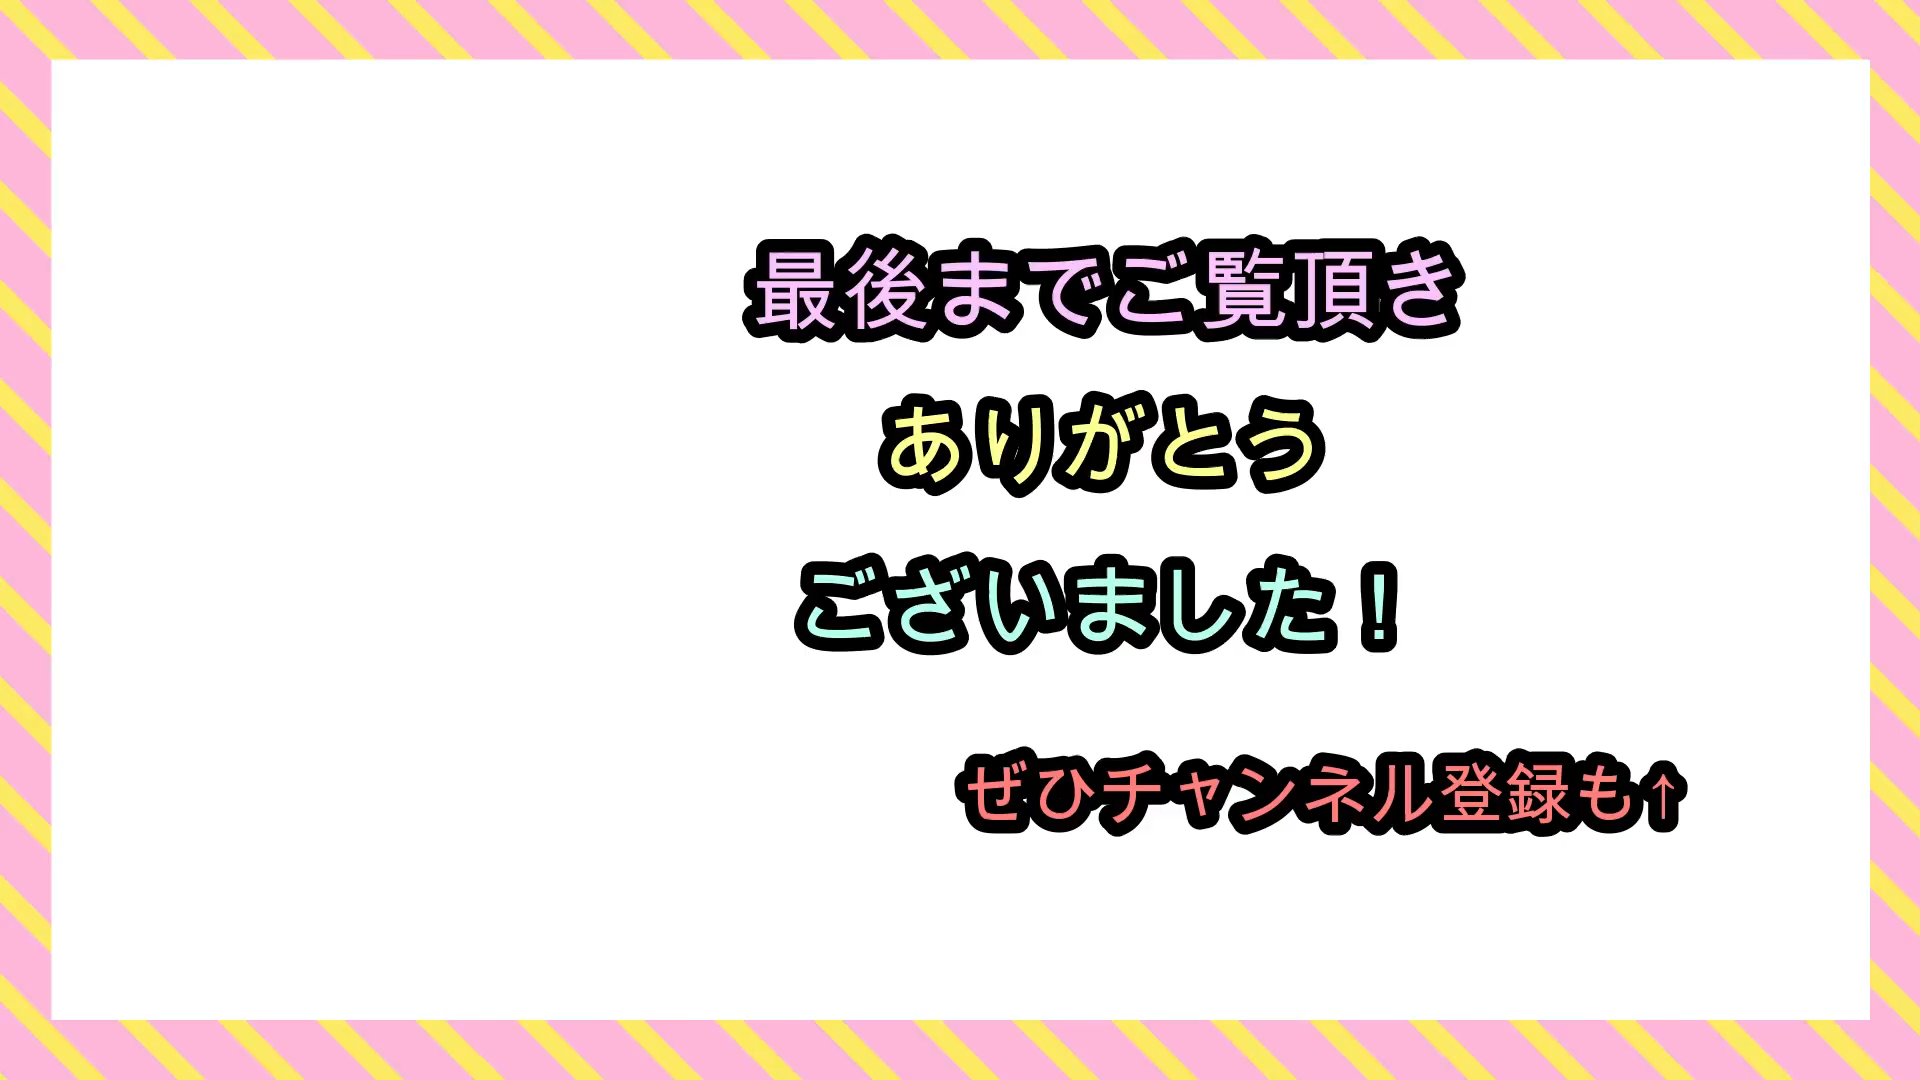 最後までご覧頂き
ありがとう
ございました！
ぜひチャンネル登録も↑